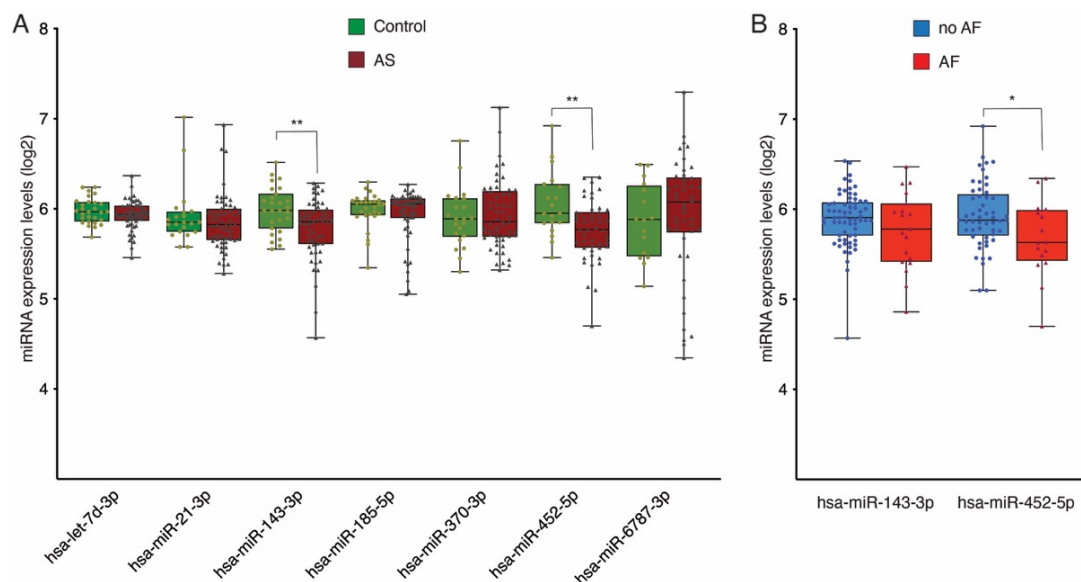 A
Control
AS
miRNA expression levels (log2)
8
7
6
5
4
**
**
hsa-let-7d-3p
hsa-miR-21-3p
hsa-miR-143-3p
hsa-miR-185-5p
hsa-miR-370-3p
hsa-miR-452-5p
hsa-miR-6787-3p
B
no AF
AF
miRNA expression levels (log2)
8
7
6
5
4
*
hsa-miR-143-3p
hsa-miR-452-5p